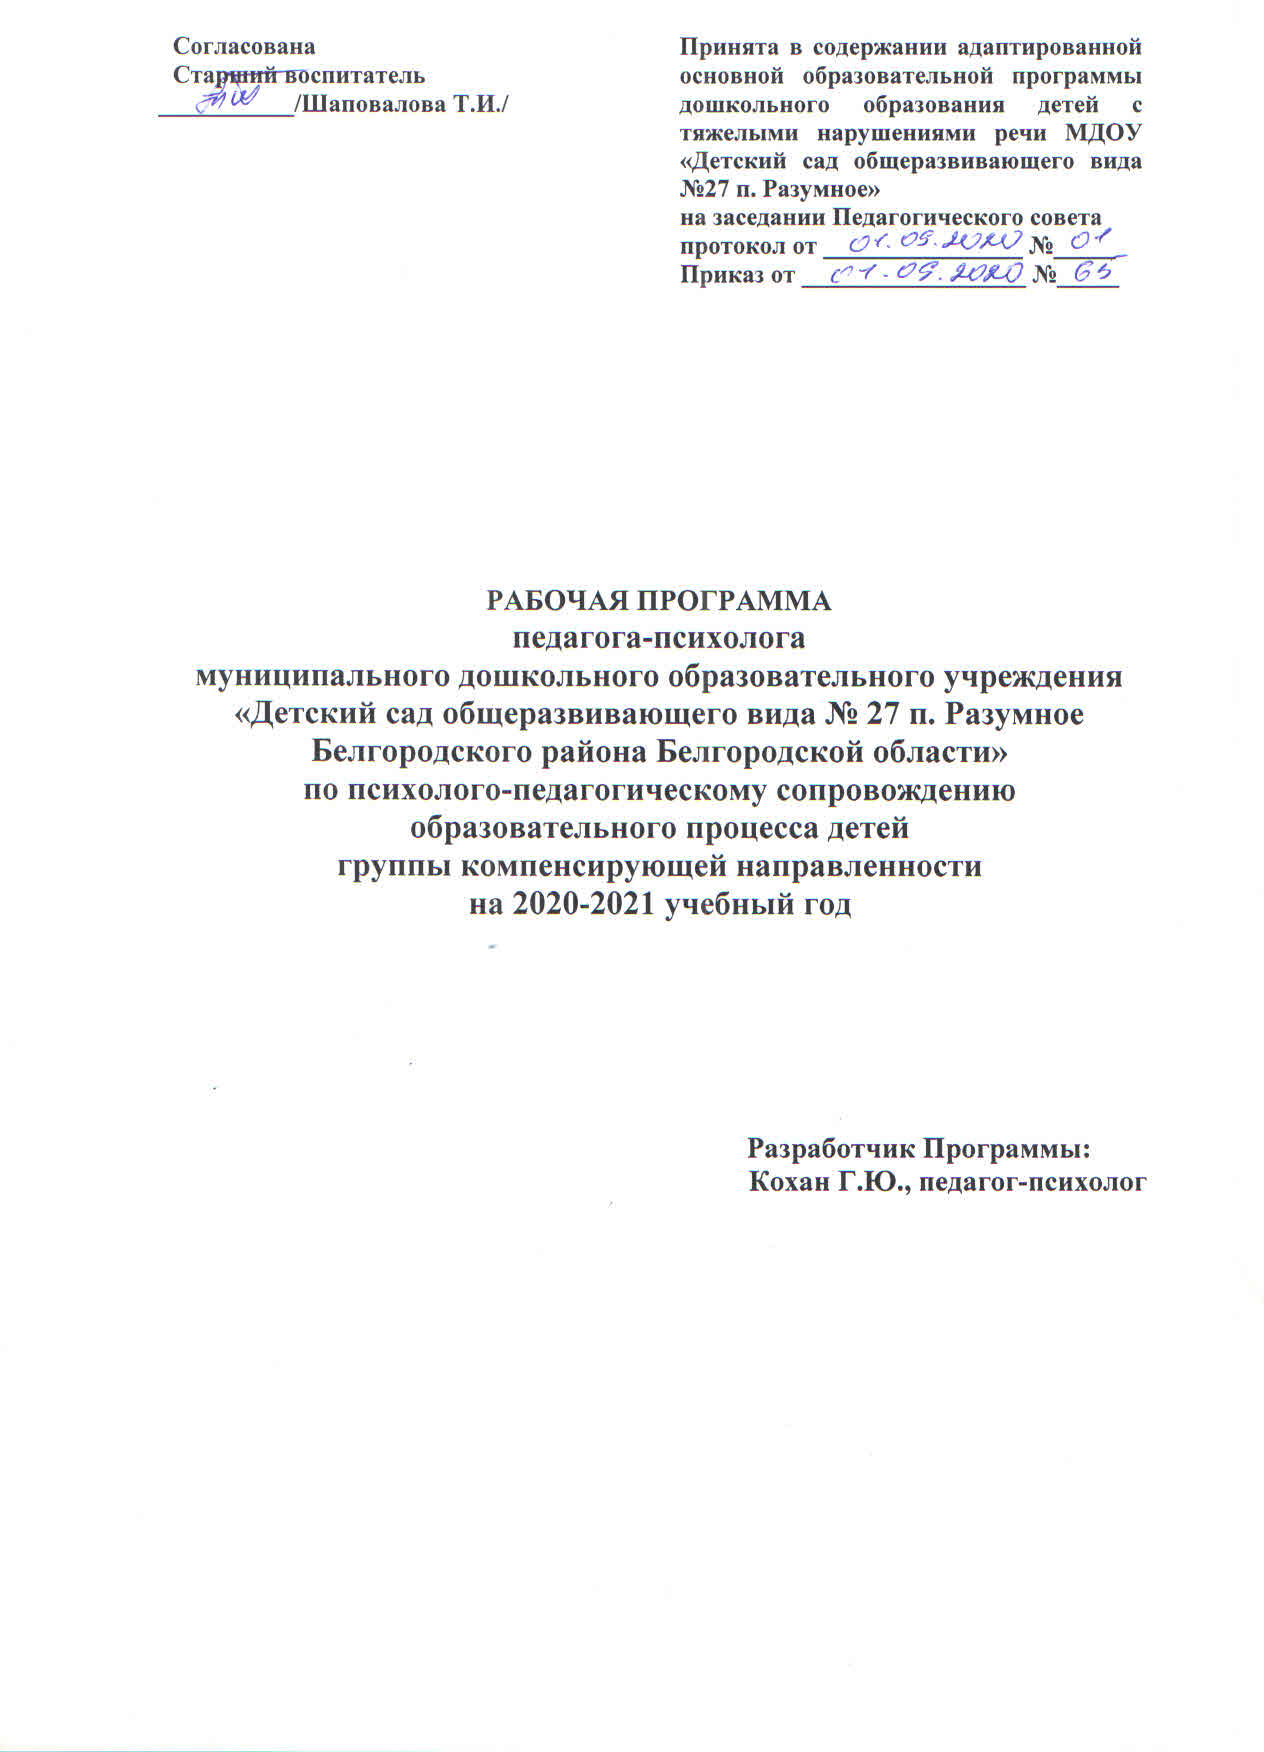 Согласована
Старший воспитатель
____________/Шаповалова Т.И./
Принята в содержании адаптированной
основной образовательной программы
дошкольного образования детей с
тяжелыми нарушениями речи МДОУ
«Детский сад общеразвивающего вида
№27 п. Разумное»
на заседании Педагогического совета
протокол от 01.09.2020 № 01
Приказ от 01.09.2020 № 65
РАБОЧАЯ ПРОГРАММА
педагога-психолога
муниципального дошкольного образовательного учреждения
«Детский сад общеразвивающего вида № 27 п. Разумное
Белгородского района Белгородской области»
по психолого-педагогическому сопровождению
образовательного процесса детей
группы компенсирующей направленности
на 2020-2021 учебный год
Разработчик Программы:
Кохан Г.Ю., педагог-психолог